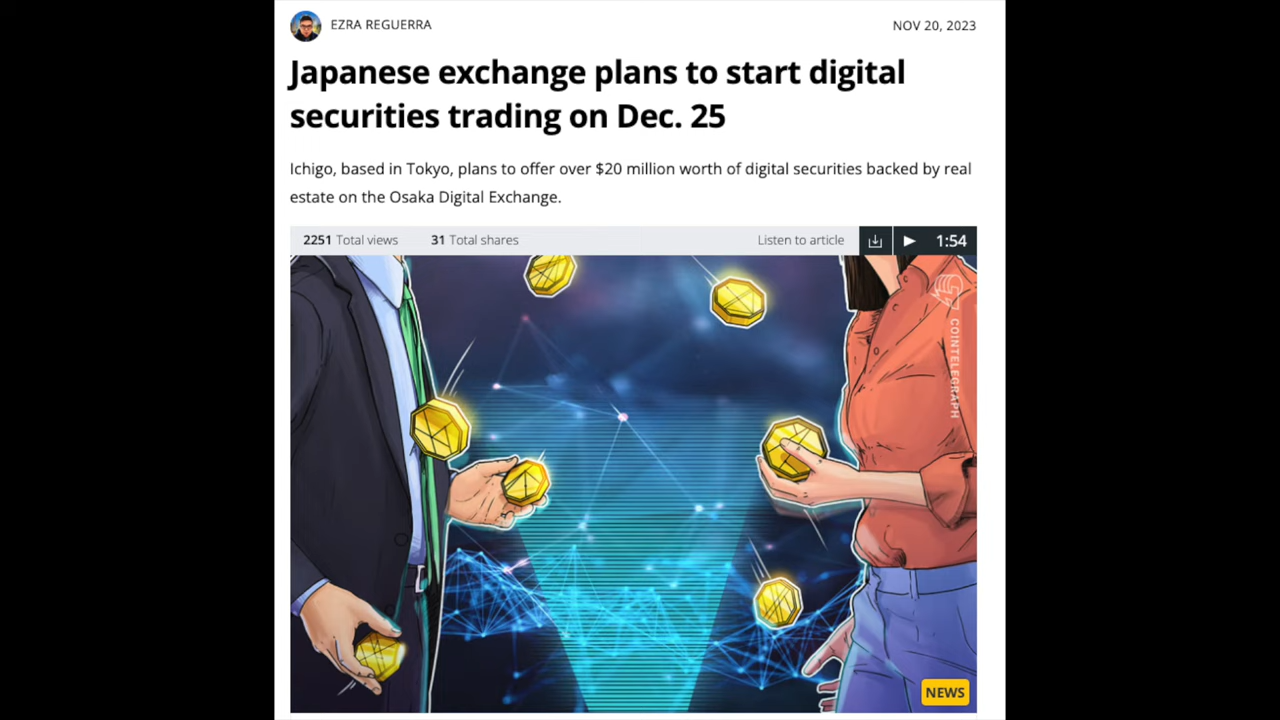 EZRA REGUERRA
NOV 20, 2023
Japanese exchange plans to start digital
securities trading on Dec. 25
Ichigo, based in Tokyo, plans to offer over $20 million worth of digital securities backed by real
estate on the Osaka Digital Exchange.
2251 Total views 31 Total shares Listen to article 1:54
COINTELEGRAPH
NEWS